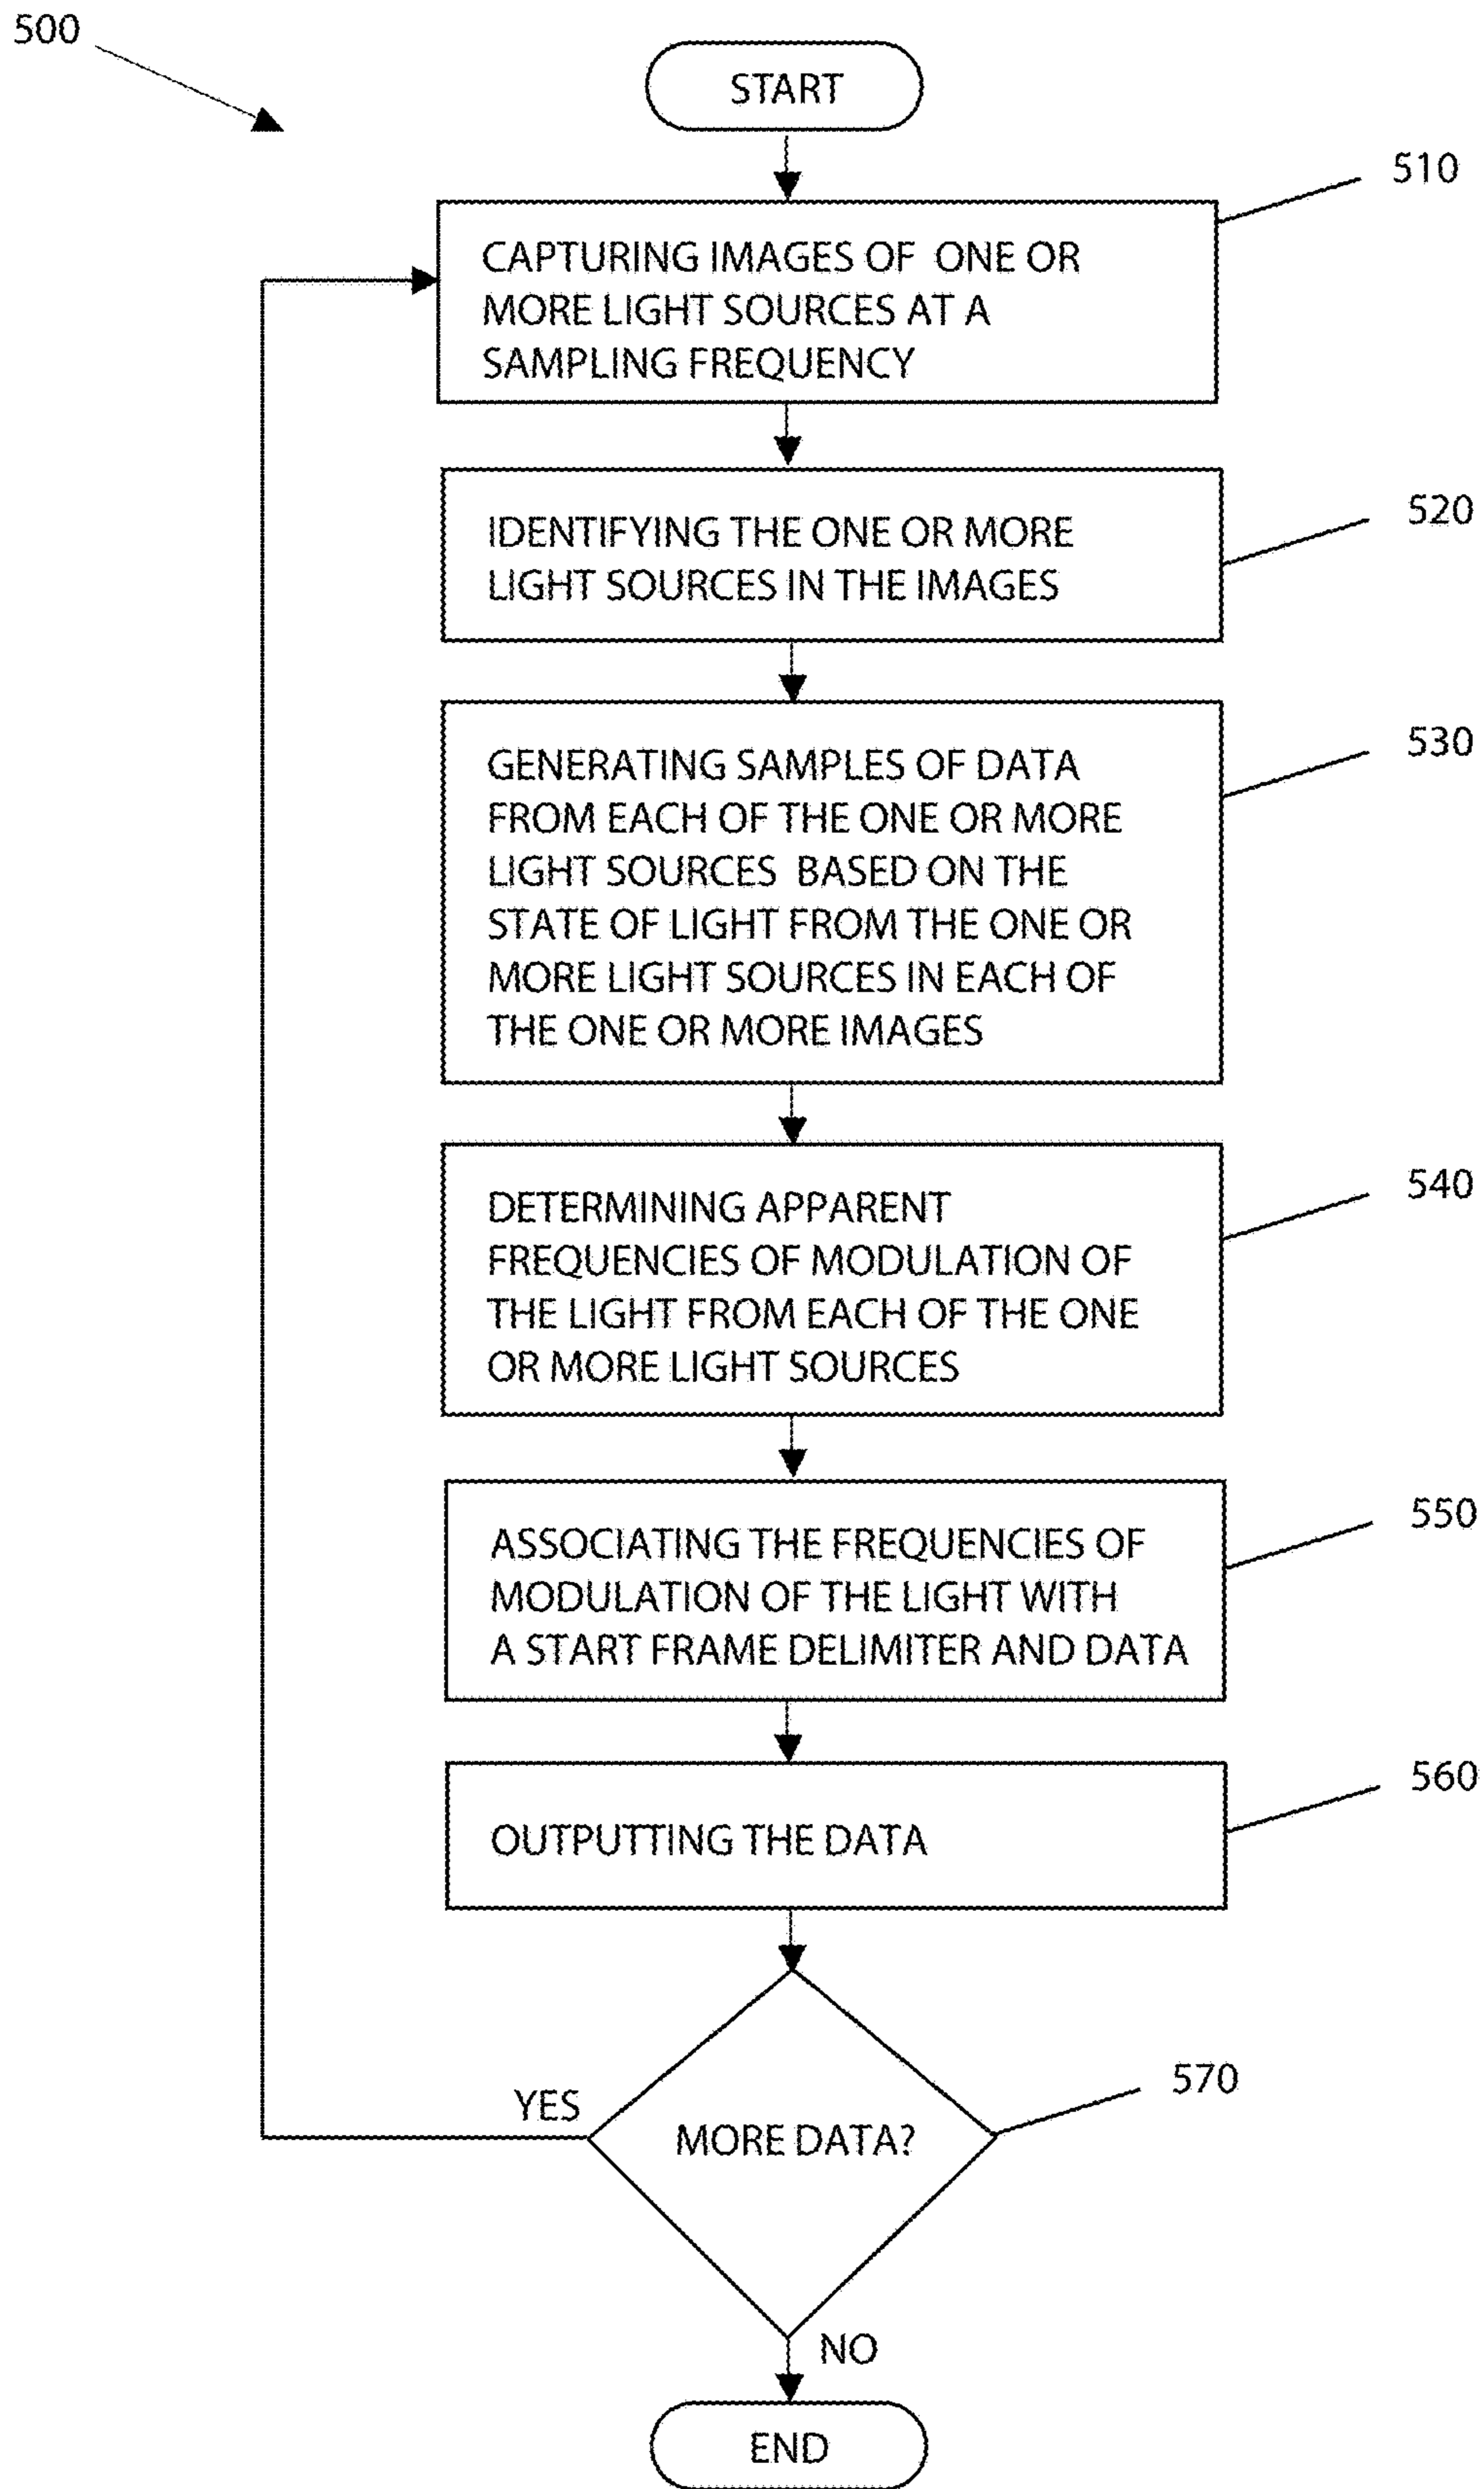 500
START
510
CAPTURING IMAGES OF ONE OR
MORE LIGHT SOURCES AT A
SAMPLING FREQUENCY
520
IDENTIFYING THE ONE OR MORE
LIGHT SOURCES IN THE IMAGES
530
GENERATING SAMPLES OF DATA
FROM EACH OF THE ONE OR MORE
LIGHT SOURCES BASED ON THE
STATE OF LIGHT FROM THE ONE OR
MORE LIGHT SOURCES IN EACH OF
THE ONE OR MORE IMAGES
540
DETERMINING APPARENT
FREQUENCIES OF MODULATION OF
THE LIGHT FROM EACH OF THE ONE
OR MORE LIGHT SOURCES
550
ASSOCIATING THE FREQUENCIES OF
MODULATION OF THE LIGHT WITH
A START FRAME DELIMITER AND DATA
560
OUTPUTTING THE DATA
570
YES
MORE DATA?
NO
END